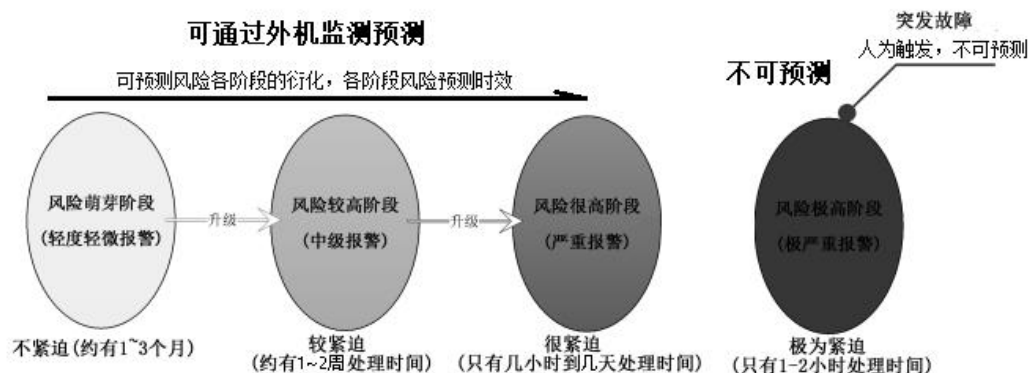 可通过外机监测预测
可预测风险各阶段的衍化，各阶段风险预测时效
突发故障
人为触发，不可预测
不可预测
风险萌芽阶段
(轻度轻微报警)
升级
风险较高阶段
(中级报警)
升级
风险很高阶段
(严重报警)
风险极高阶段
(极严重报警)
不紧迫(约有1~3个月)
较紧迫
(约有1~2周处理时间)
很紧迫
(只有几小时到几天处理时间)
极为紧迫
(只有1-2小时处理时间)